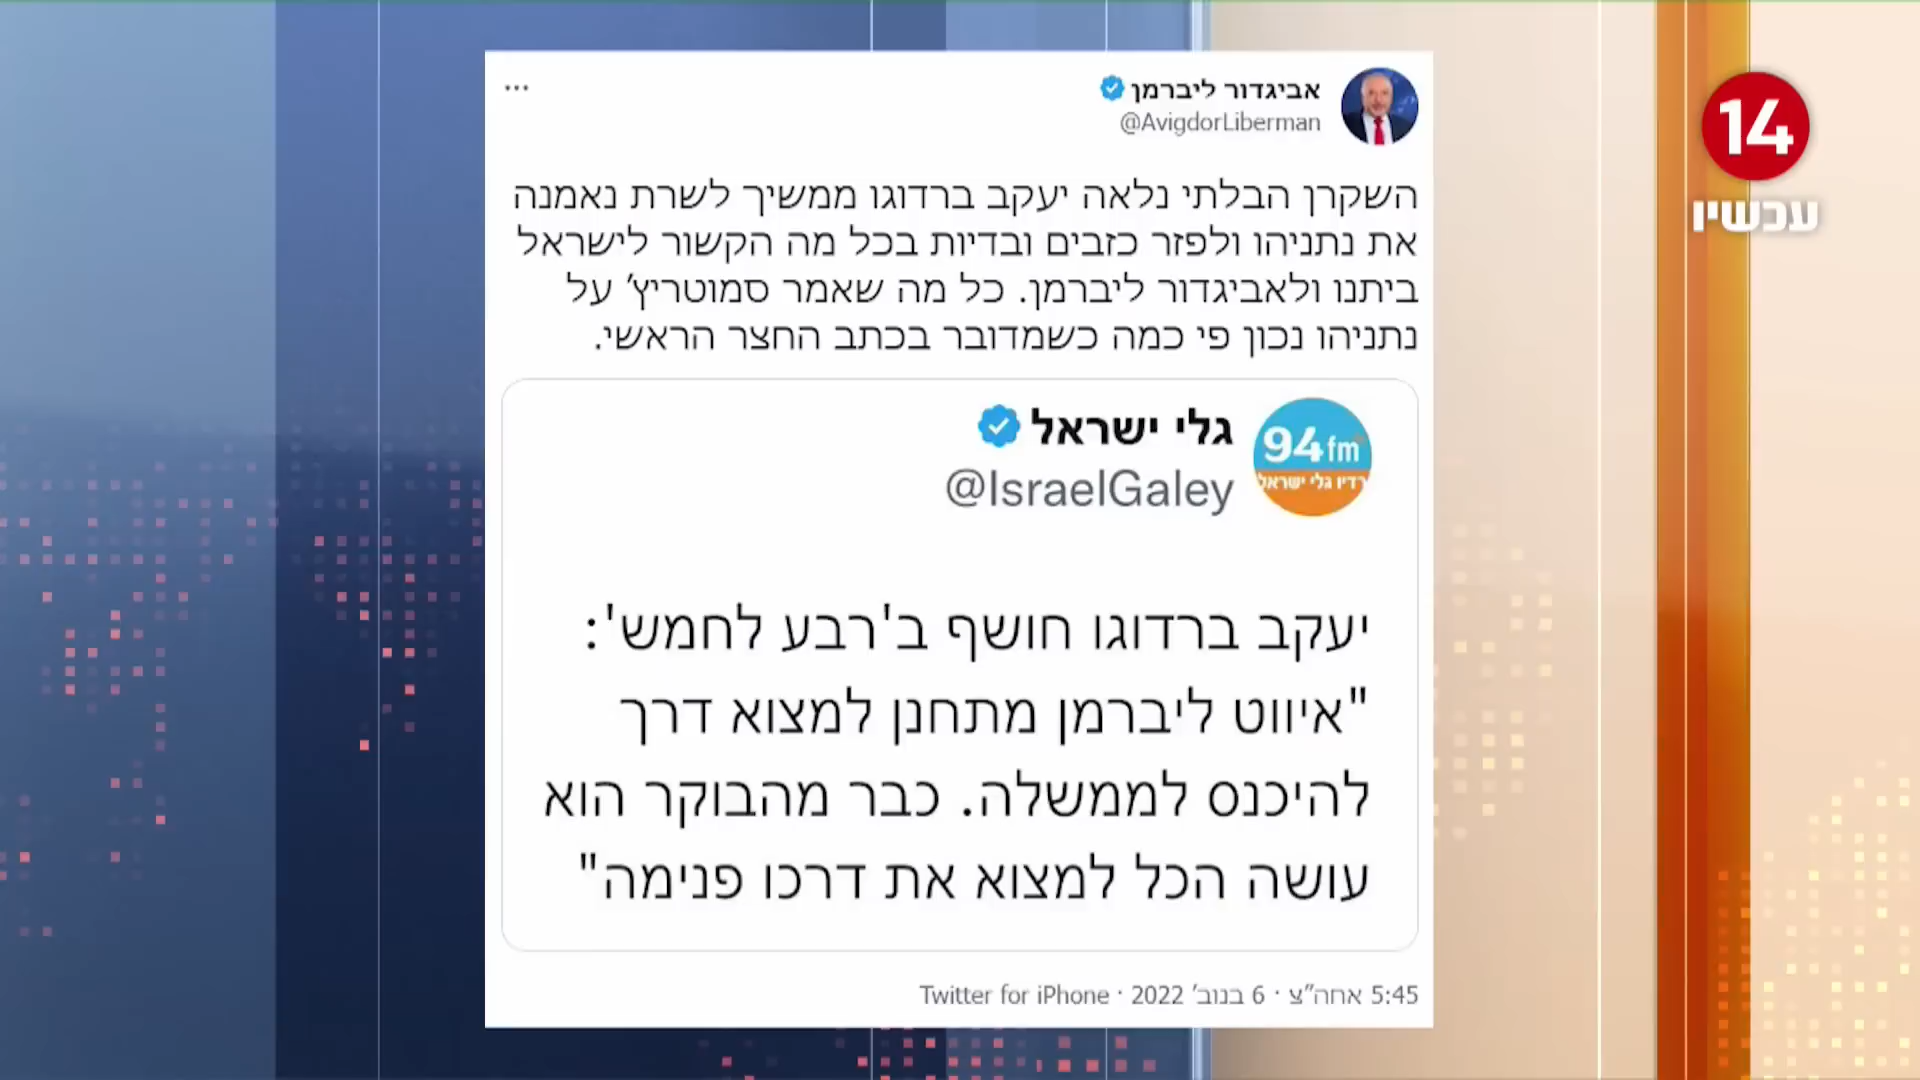 אביגדור ליברמן
@AvigdorLiberman
השקרן הבלתי נלאה יעקב ברדוגו ממשיך לשרת נאמנה
את נתניהו ולפזר כזבים ובדיות בכל מה הקשור לישראל
ביתנו ולאביגדור ליברמן. כל מה שאמר סמוטריץ' על
נתניהו נכון פי כמה כשמדובר בכתב החצר הראשי.
גלי ישראל
@IsraelGaley
94fm
רדיו גלי ישראל
יעקב ברדוגו חושף ב'רבע לחמש':
"איווט ליברמן מתחנן למצוא דרך
להיכנס לממשלה. כבר מהבוקר הוא
עושה הכל למצוא את דרכו פנימה"
5:45 אחה"צ · 6 בנוב' 2022 · Twitter for iPhone
14
עכשיו